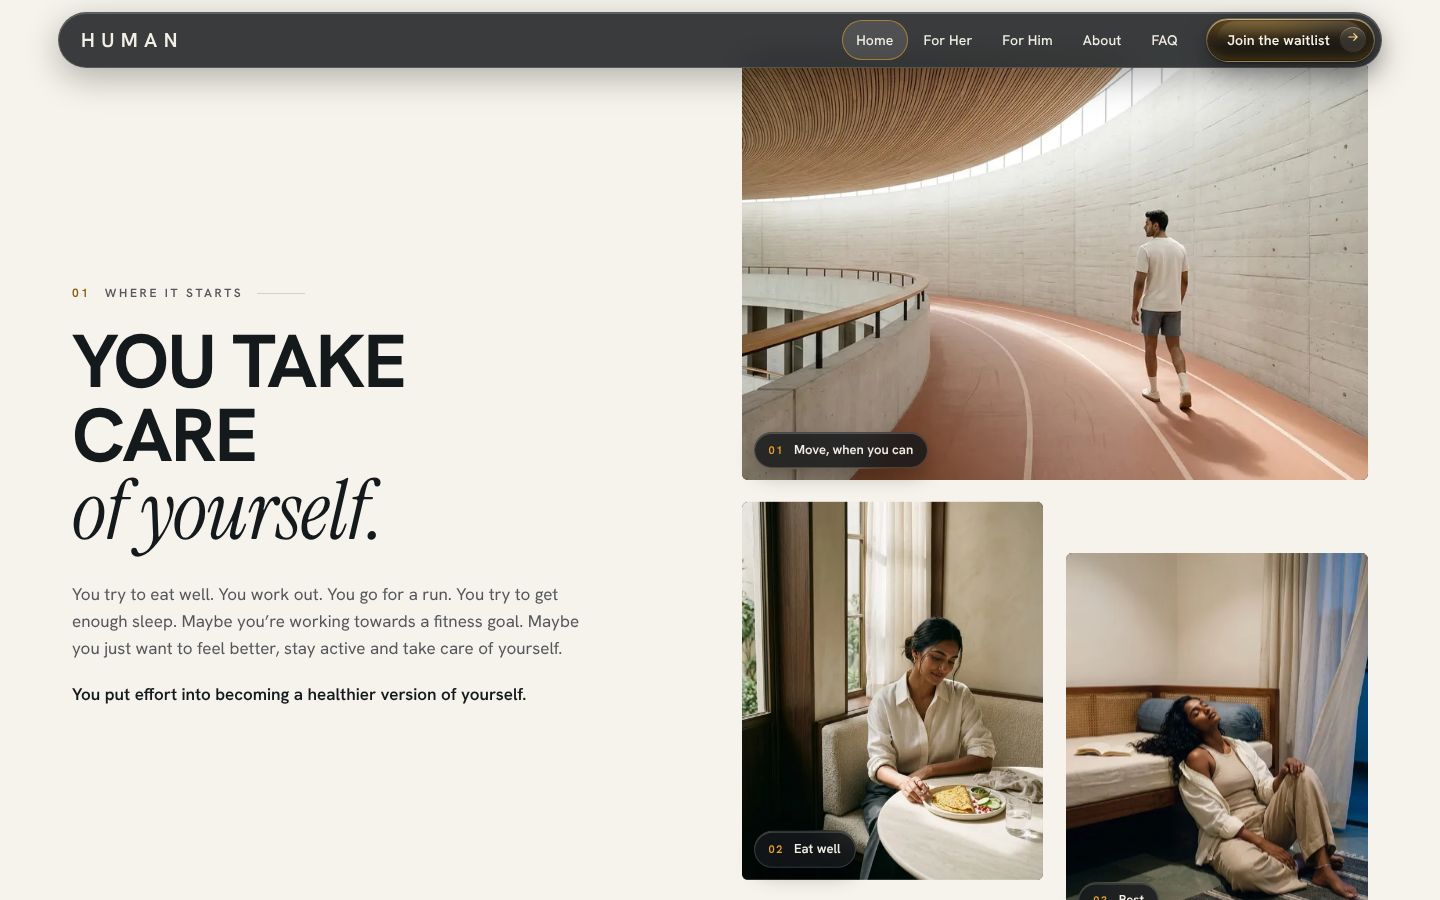 HUMAN
Home
For Her
For Him
About
FAQ
Join the waitlist
01 WHERE IT STARTS
YOU TAKE
CARE
of yourself.
You try to eat well. You work out. You go for a run. You try to get
enough sleep. Maybe you’re working towards a fitness goal. Maybe
you just want to feel better, stay active and take care of yourself.
You put effort into becoming a healthier version of yourself.
01 Move, when you can
02 Eat well
03 Rest